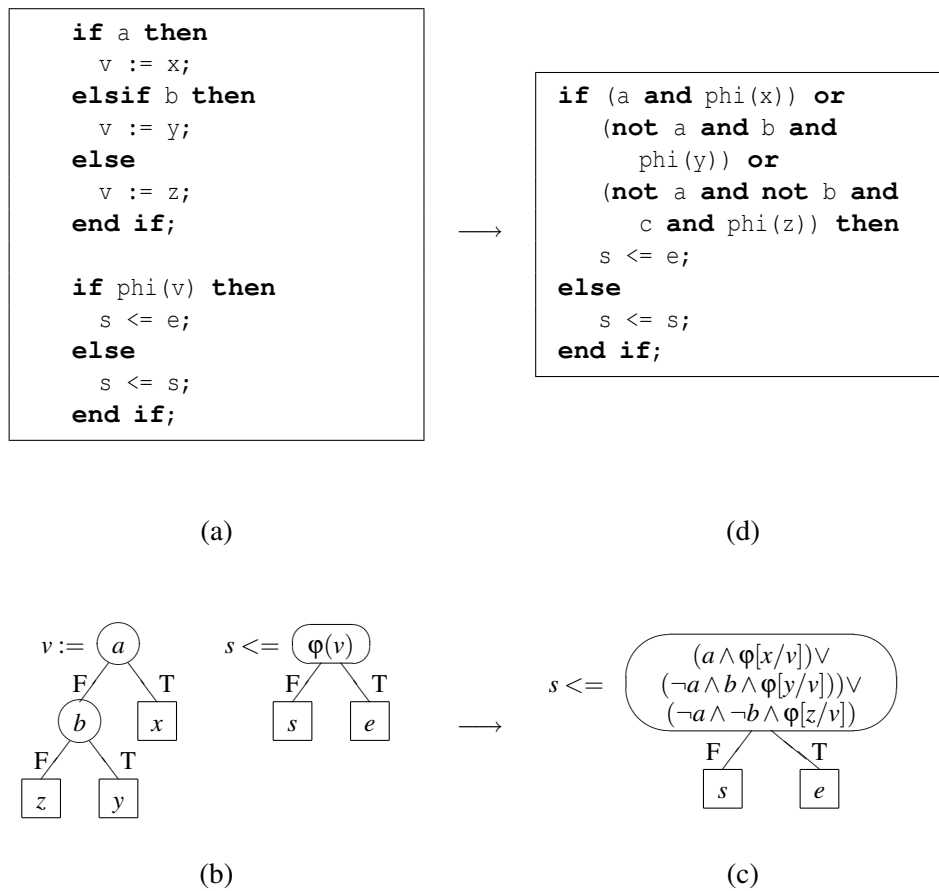 if a then
v := x;
elsif b then
v := y;
else
v := z;
end if;
if phi(v) then
s <= e;
else
s <= s;
end if;
(a)
⟶
if (a and phi(x)) or
(not a and b and
phi(y)) or
(not a and not b and
c and phi(z)) then
s <= e;
else
s <= s;
end if;
(d)
v := a
F T
b x
F T
z y
(b)
s <= φ(v)
F T
s e
⟶
(a ∧ φ[x/v])∨
s <= (¬a ∧ b ∧ φ[y/v]))∨
(¬a ∧ ¬b ∧ φ[z/v])
F T
s e
(c)